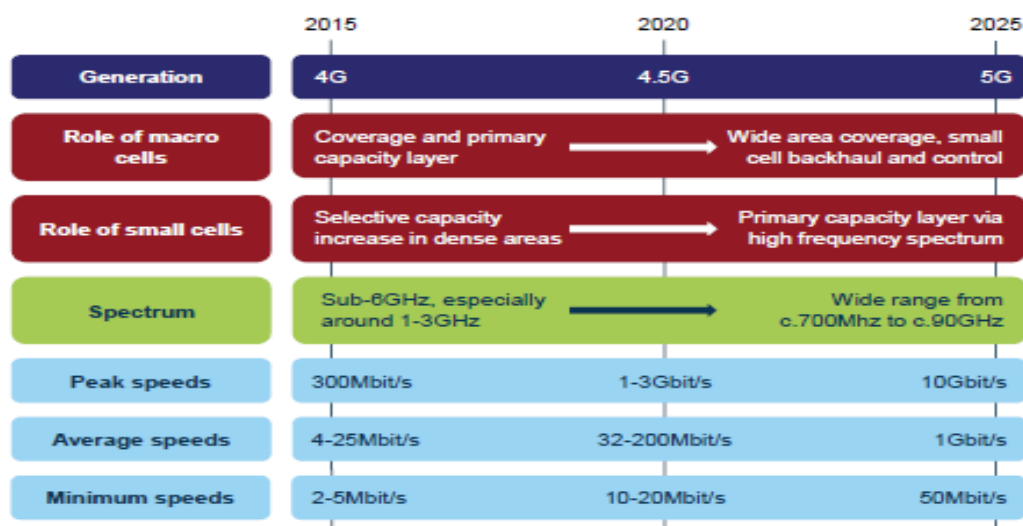 2015 2020 2025
Generation 4G 4.5G 5G
Role of macro Coverage and primary Wide area coverage, small
cells capacity layer cell backhaul and control
Role of small cells Selective capacity Primary capacity layer via
increase in dense areas high frequency spectrum
Spectrum Sub-6GHz, especially Wide range from
around 1-3GHz c.700Mhz to c.90GHz
Peak speeds 300Mbit/s 1-3Gbit/s 10Gbit/s
Average speeds 4-25Mbit/s 32-200Mbit/s 1Gbit/s
Minimum speeds 2-5Mbit/s 10-20Mbit/s 50Mbit/s